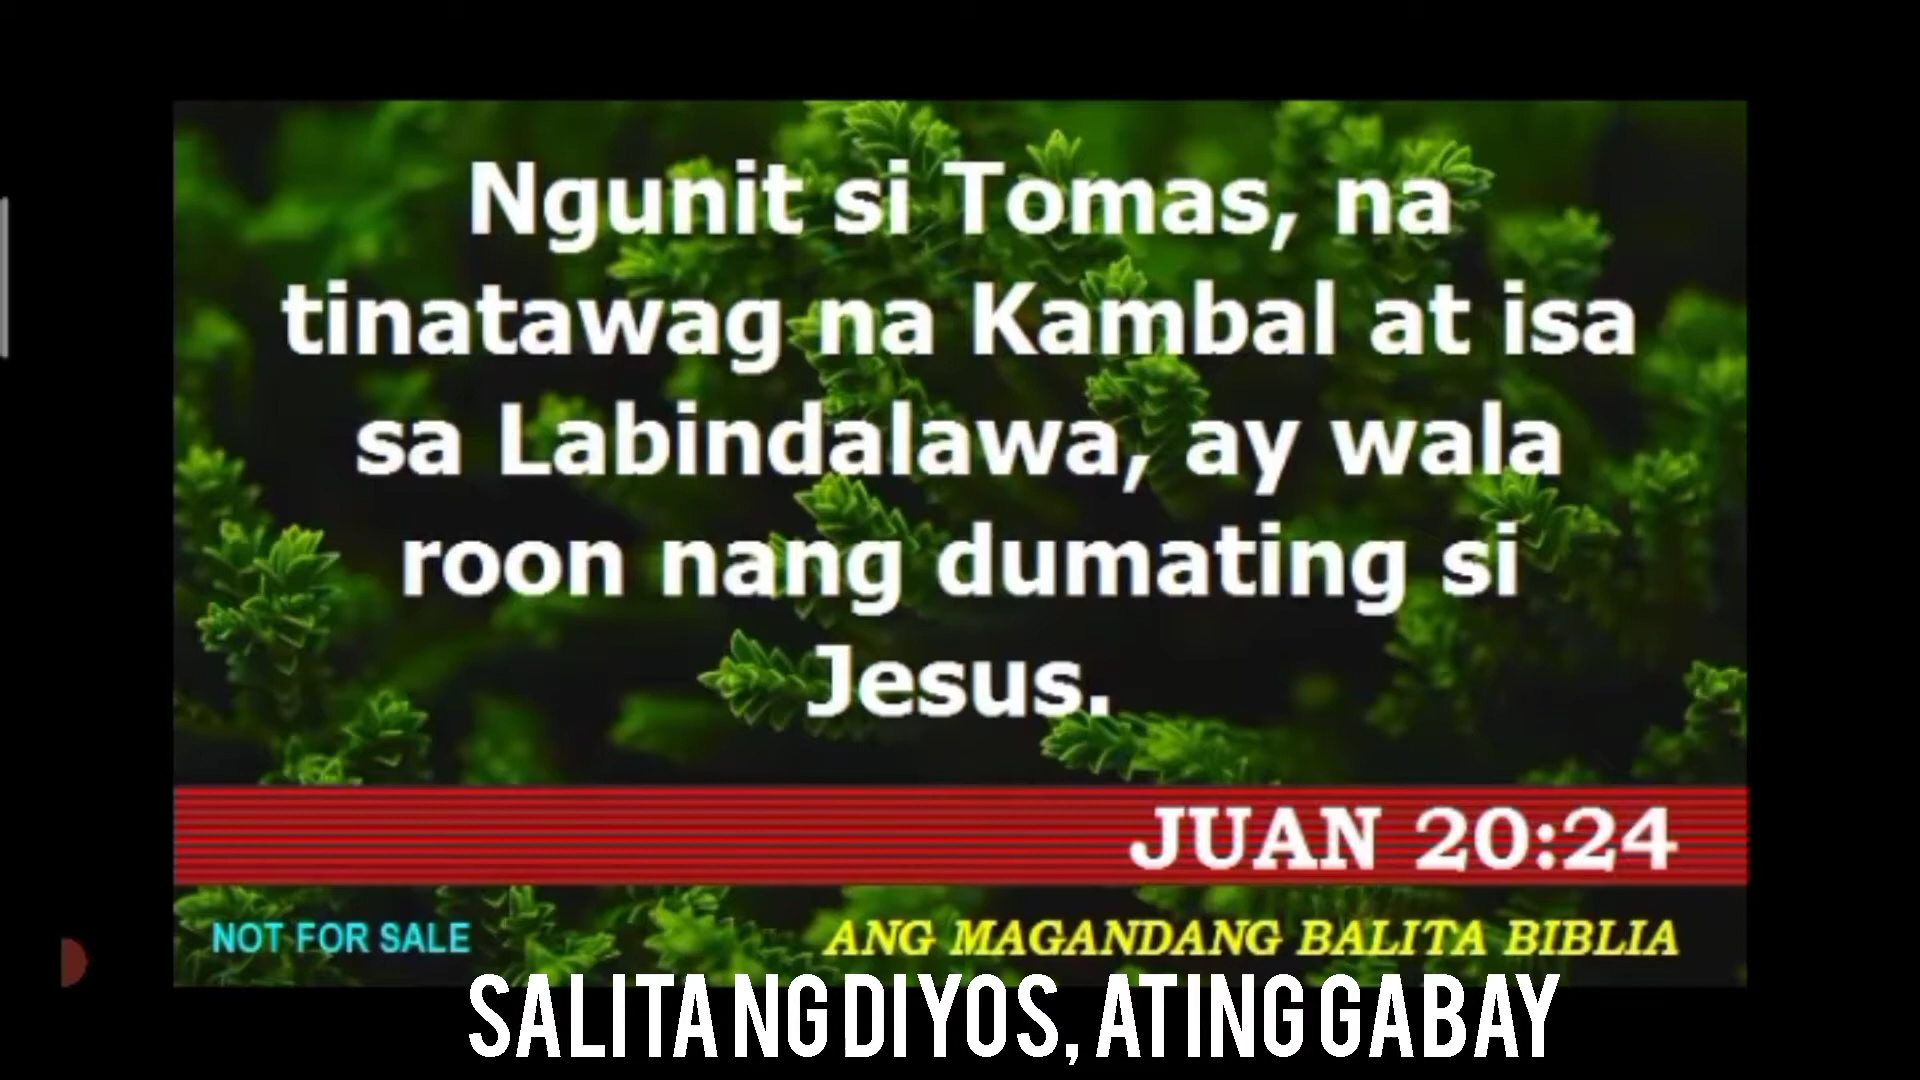 Ngunit si Tomas, na
tinatawag na Kambal at isa
sa Labindalawa, ay wala
roon nang dumating si
Jesus.
JUAN 20:24
NOT FOR SALE
ANG MAGANDANG BALITA BIBLIA
SALITA NG DIYOS, ATING GABAY